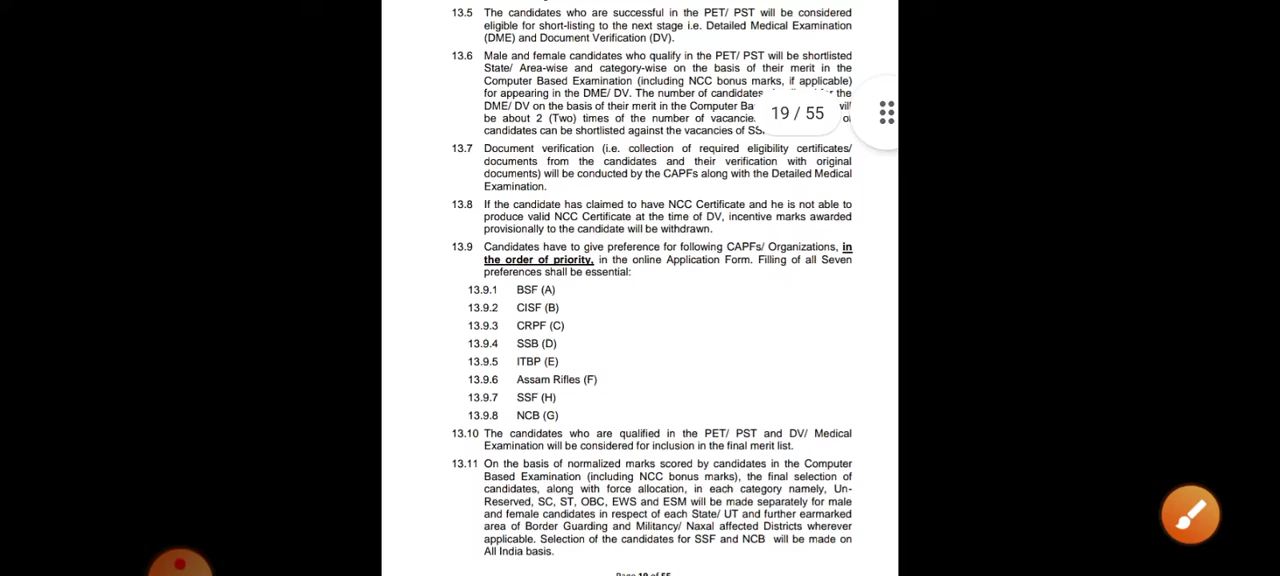 13.5 The candidates who are successful in the PET/ PST will be considered
eligible for short-listing to the next stage i.e. Detailed Medical Examination
(DME) and Document Verification (DV).
13.6 Male and female candidates who qualify in the PET/ PST will be shortlisted
State/ Area-wise and category-wise on the basis of their merit in the
Computer Based Examination (including NCC bonus marks, if applicable)
for appearing in the DME/ DV. The number of candidates the
DME/ DV on the basis of their merit in the Computer
be about 2 (Two) times of the number of
candidates can be shortlisted against the vacancies of
19 / 55
13.7 Document verification (i.e. collection of required eligibility certificates/
documents from the candidates and their verification with original
documents) will be conducted by the CAPFs along with the Detailed Medical
Examination.
13.8 If the candidate has claimed to have NCC Certificate and he is not able to
produce valid NCC Certificate at the time of DV, incentive marks awarded
provisionally to the candidate will be withdrawn.
13.9 Candidates have to give preference for following CAPFs/ Organizations, in
the order of priority, in the online Application Form. Filling of all Seven
preferences shall be essential:
13.9.1 BSF (A)
13.9.2 CISF (B)
13.9.3 CRPF (C)
13.9.4 SSB (D)
13.9.5 ITBP (E)
13.9.6 Assam Rifles (F)
13.9.7 SSF (H)
13.9.8 NCB (G)
13.10 The candidates who are qualified in the PET/ PST and DV/ Medical
Examination will be considered for inclusion in the final merit list.
13.11 On the basis of normalized marks scored by candidates in the Computer
Based Examination (including NCC bonus marks), the final selection of
candidates, along with force allocation, in each category namely, Un-
Reserved, SC, ST, OBC, EWS and ESM will be made separately for male
and female candidates in respect of each State/ UT and further earmarked
area of Border Guarding and Militancy/ Naxal affected Districts wherever
applicable. Selection of the candidates for SSF and NCB will be made on
All India basis.
Page 19 of 55